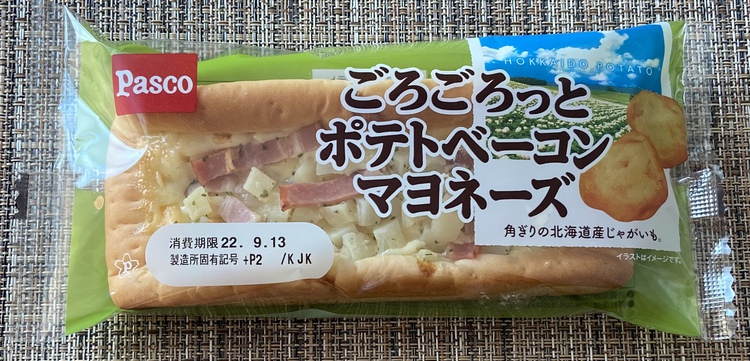 Pasco
HOKKAIDO POTATO
ごろごろっと
ポテトベーコン
マヨネーズ
角ぎりの北海道産じゃがいも。
イラストはイメージです。
消費期限 22. 9.13
製造所固有記号 +P2 /KJK